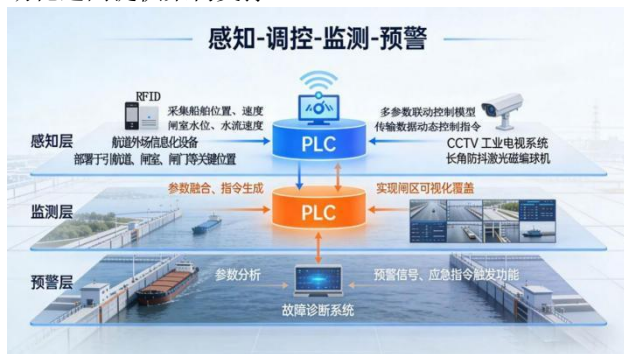 感知-调控-监测-预警
RFID
采集船舶位置、速度
闸室水位、水流速度
航道外场信息化设备
部署于引航道、闸室、闸门等关键位置
感知层
PLC
多参数联动控制模型
传输数据动态控制指令
CCTV 工业电视系统
长角防抖激光磁编球机
监测层
参数融合、指令生成
PLC
实现闸区可视化覆盖
预警层
参数分析
故障诊断系统
预警信号、应急指令触发功能